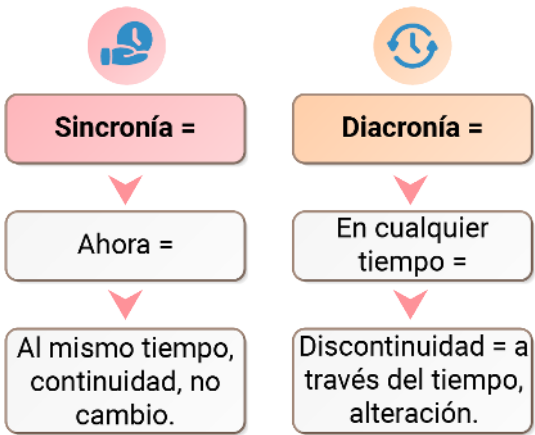 Sincronía =
Ahora =
Al mismo tiempo,
continuidad, no
cambio.
Diacronía =
En cualquier
tiempo =
Discontinuidad = a
través del tiempo,
alteración.